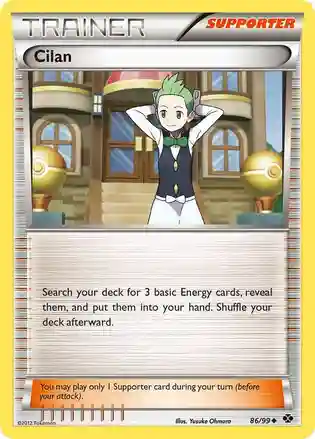 TRAINER SUPPORTER
Cilan
Search your deck for 3 basic Energy cards, reveal
them, and put them into your hand. Shuffle your
deck afterward.
You may play only 1 Supporter card during your turn (before
your attack).
©2012 Pokémon Illus. Yusuke Ohmura 86/99